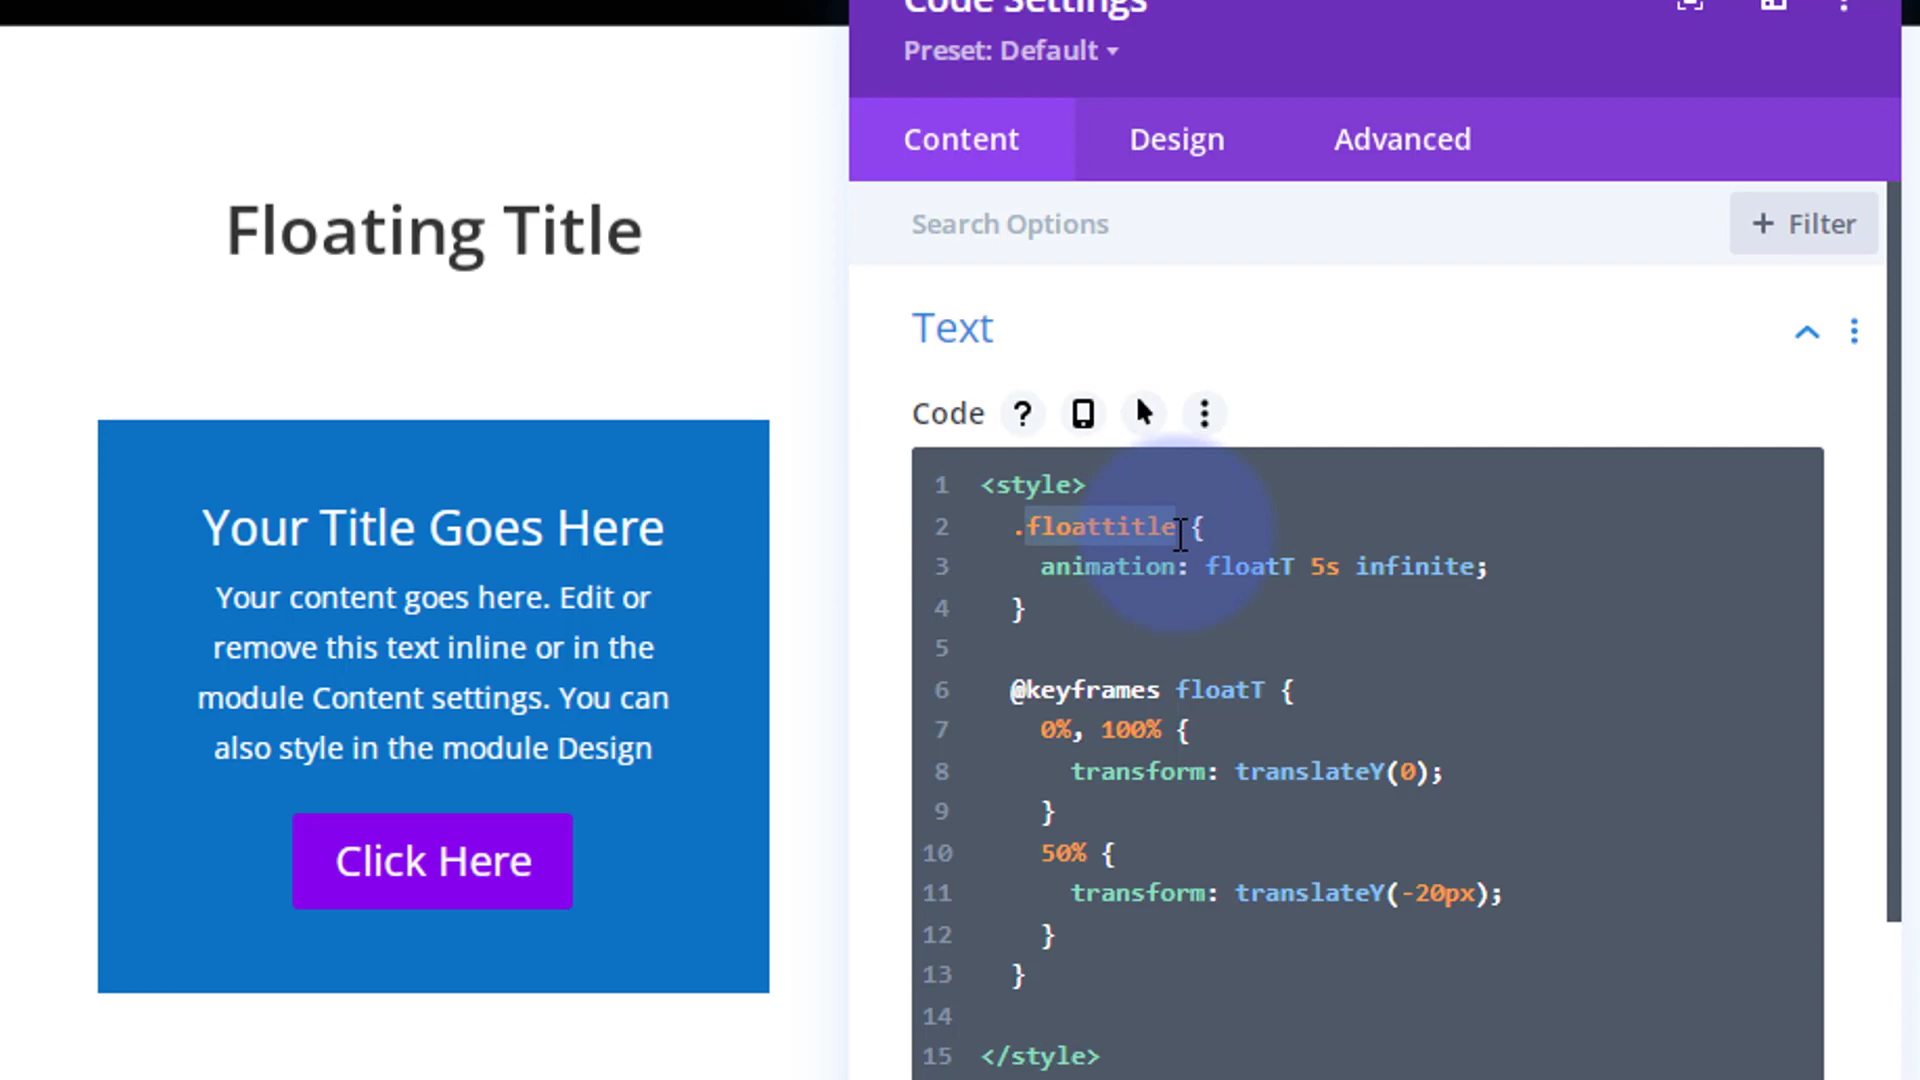 Floating Title
Your Title Goes Here
Your content goes here. Edit or
remove this text inline or in the
module Content settings. You can
also style in the module Design
Click Here
Code Settings
Preset: Default
Content
Design
Advanced
Search Options
+ Filter
Text
Code ?
1 <style>
2 .floattitle {
3 animation: floatT 5s infinite;
4 }
5
6 @keyframes floatT {
7 0%, 100% {
8 transform: translateY(0);
9 }
10 50% {
11 transform: translateY(-20px);
12 }
13 }
14
15 </style>